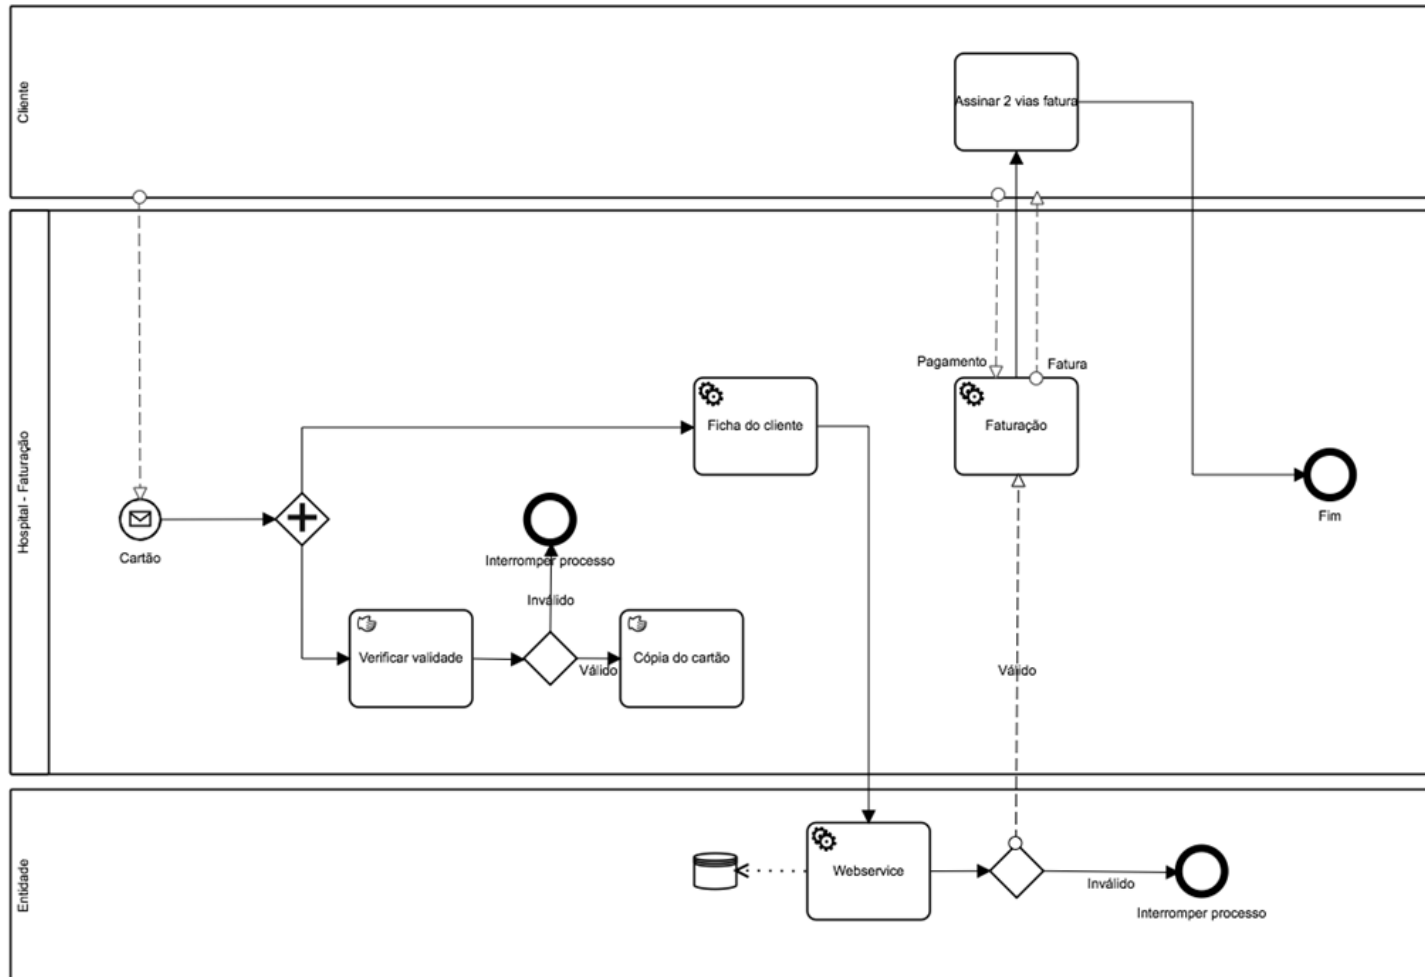 Cliente
Assinar 2 vias fatura
Hospital - Faturação
Pagamento
Fatura
Ficha do cliente
Faturação
Cartão
Interromper processo
Fim
Inválido
Verificar validade
Válido
Cópia do cartão
Válido
Entidade
Webservice
Inválido
Interromper processo